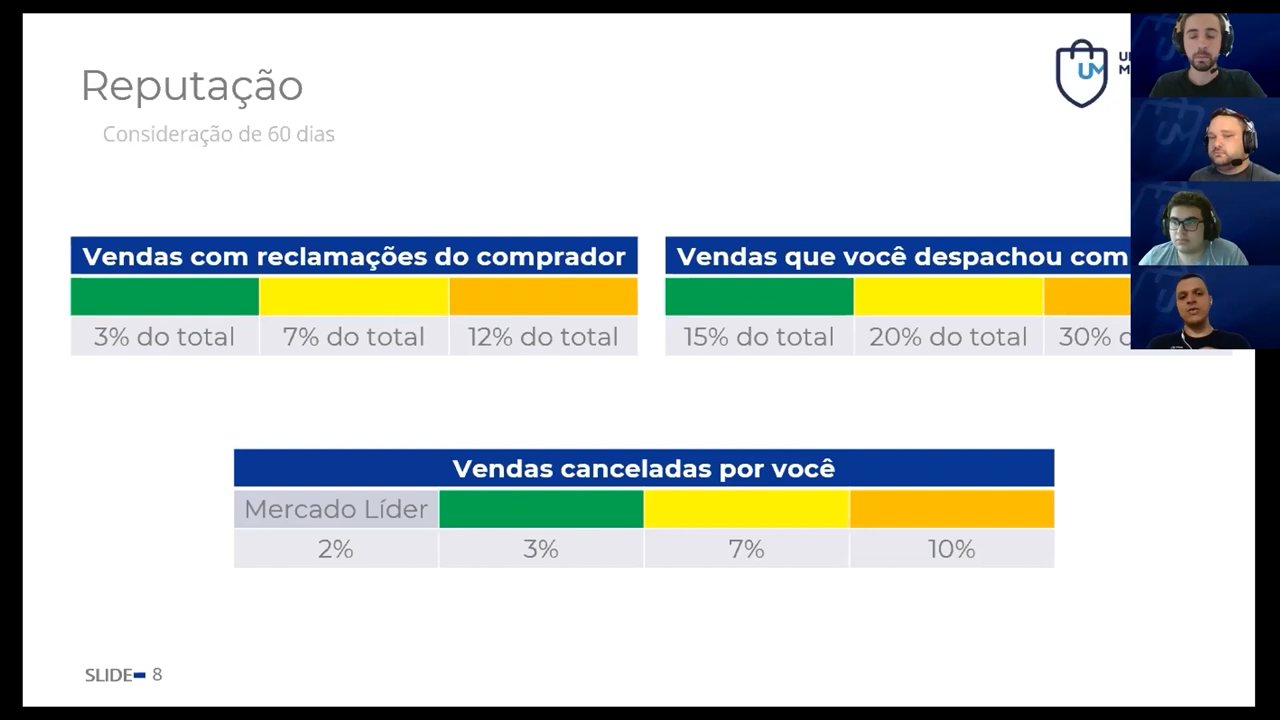 Reputação
Consideração de 60 dias
Vendas com reclamações do comprador
3% do total 7% do total 12% do total
Vendas que você despachou com
15% do total 20% do total 30%
Vendas canceladas por você
Mercado Líder
2% 3% 7% 10%
SLIDE 8
UM